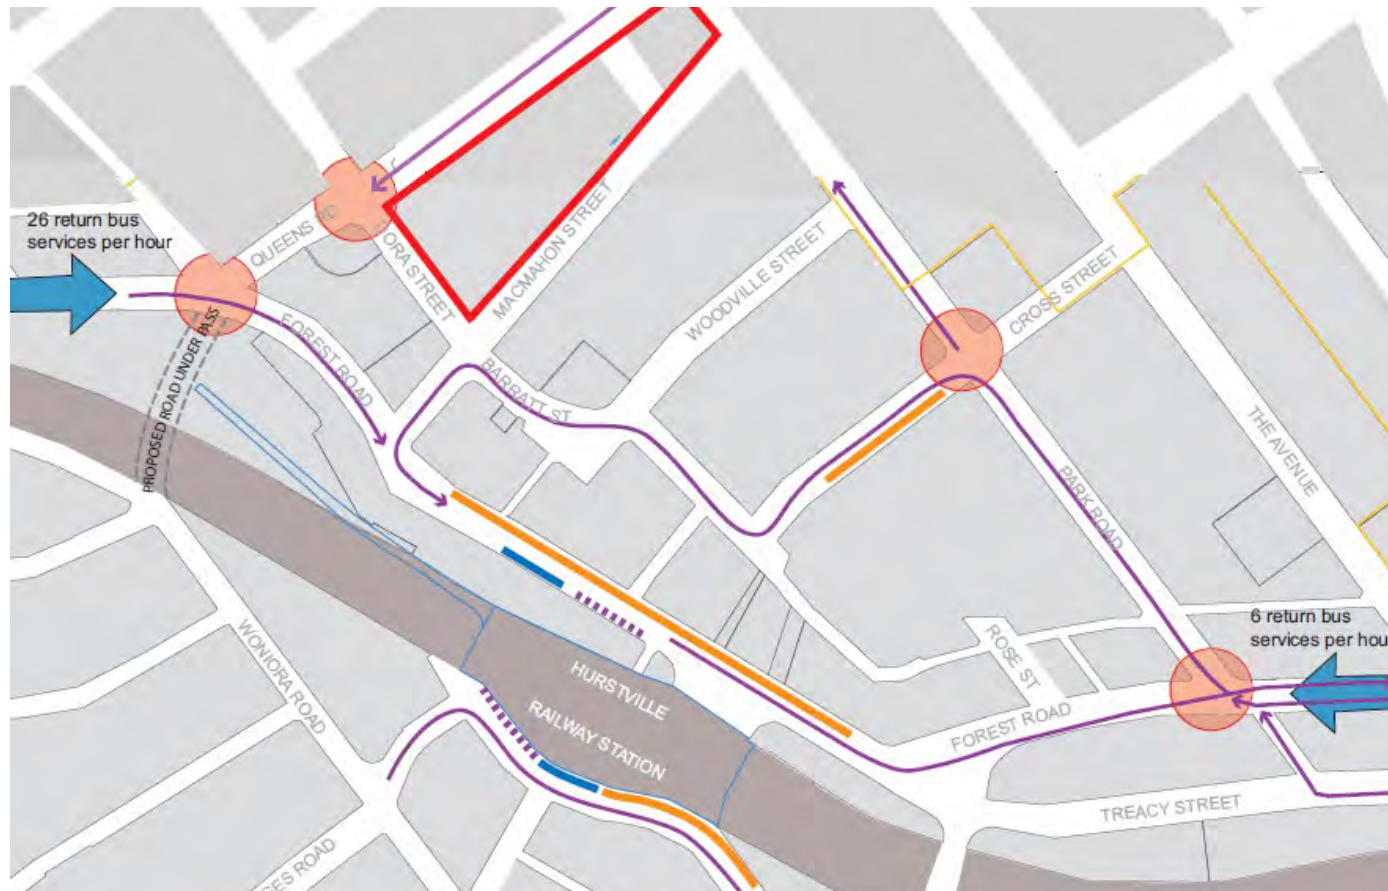 26 return bus
services per hour
QUEENS RD
ORA STREET
MACMAHON STREET
WOODVILLE STREET
CROSS STREET
FOREST ROAD
PROPOSED ROAD UNDER PASS
BARRATT ST
THE AVENUE
PARK ROAD
6 return bus
services per hou
ROSE ST
WONIORA ROAD
HURSTVILLE
RAILWAY STATION
FOREST ROAD
TREACY STREET
ES ROAD